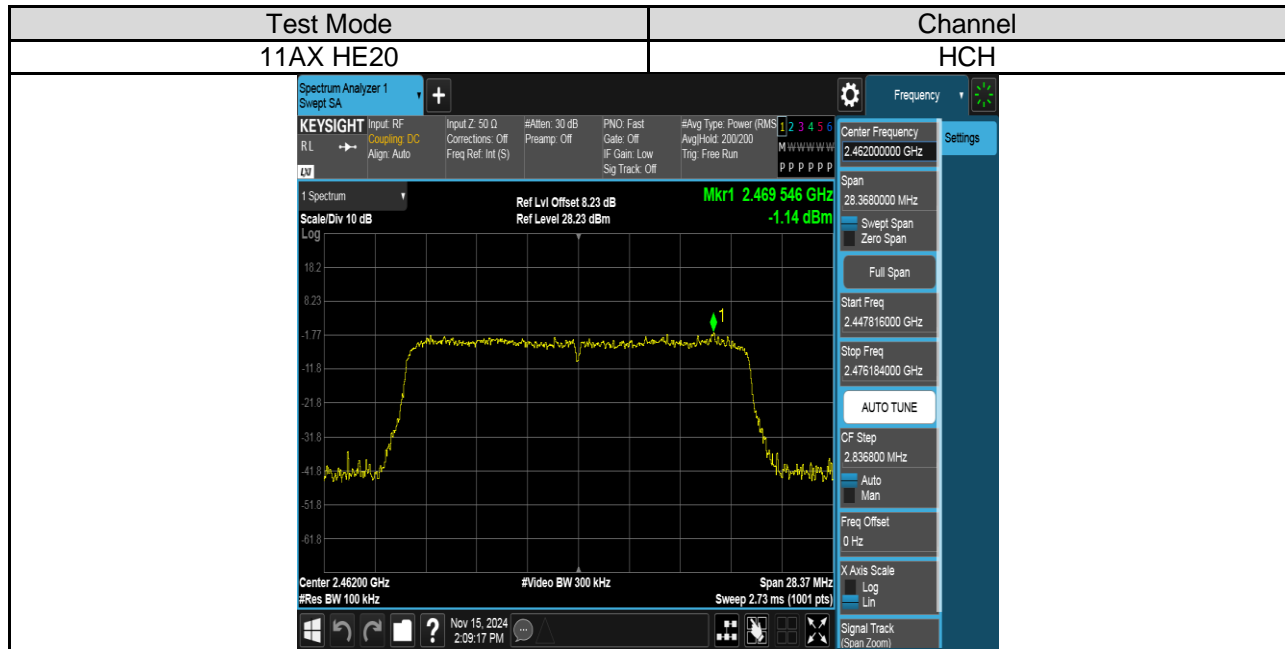 Test Mode Channel
11AX HE20 HCH
Spectrum Analyzer 1
Swept SA
+
Frequency
KEYSIGHT
RL
LXI
Input: RF
Coupling: DC
Align: Auto
Input Z: 50 Ω
Corrections: Off
Freq Ref: Int (S)
#Atten: 30 dB
Preamp: Off
PNO: Fast
Gate: Off
IF Gain: Low
Sig Track: Off
#Avg Type: Power (RMS
Avg|Hold: 200/200
Trig: Free Run
1 2 3 4 5 6
M W W W W W
P P P P P P
Center Frequency
2.462000000 GHz
Settings
1 Spectrum
Scale/Div 10 dB
Log
Ref Lvl Offset 8.23 dB
Ref Level 28.23 dBm
Mkr1 2.469 546 GHz
-1.14 dBm
18.2
8.23
-1.77
-11.8
-21.8
-31.8
-41.8
-51.8
-61.8
1
Center 2.46200 GHz
#Res BW 100 kHz
#Video BW 300 kHz
Span 28.37 MHz
Sweep 2.73 ms (1001 pts)
Span
28.3680000 MHz
Swept Span
Zero Span
Full Span
Start Freq
2.447816000 GHz
Stop Freq
2.476184000 GHz
AUTO TUNE
CF Step
2.836800 MHz
Auto
Man
Freq Offset
0 Hz
X Axis Scale
Log
Lin
Signal Track
(Span Zoom)
?
Nov 15, 2024
2:09:17 PM